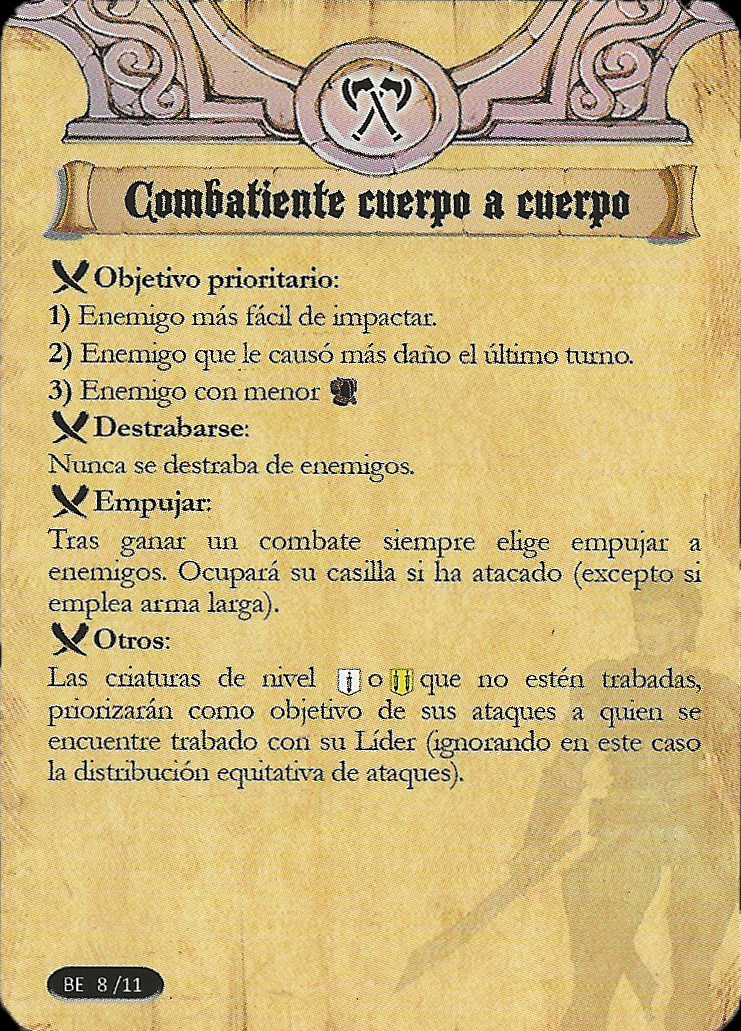 Combatiente cuerpo a cuerpo
Objetivo prioritario:
1) Enemigo más fácil de impactar.
2) Enemigo que le causó más daño el último turno.
3) Enemigo con menor
Destrabarse:
Nunca se destraba de enemigos.
Empujar:
Tras ganar un combate siempre elige empujar a
enemigos. Ocupará su casilla si ha atacado (excepto si
emplea arma larga).
Otros:
Las criaturas de nivel o que no estén trabadas,
priorizarán como objetivo de sus ataques a quien se
encuentre trabado con su Líder (ignorando en este caso
la distribución equitativa de ataques).
BE 8 /11